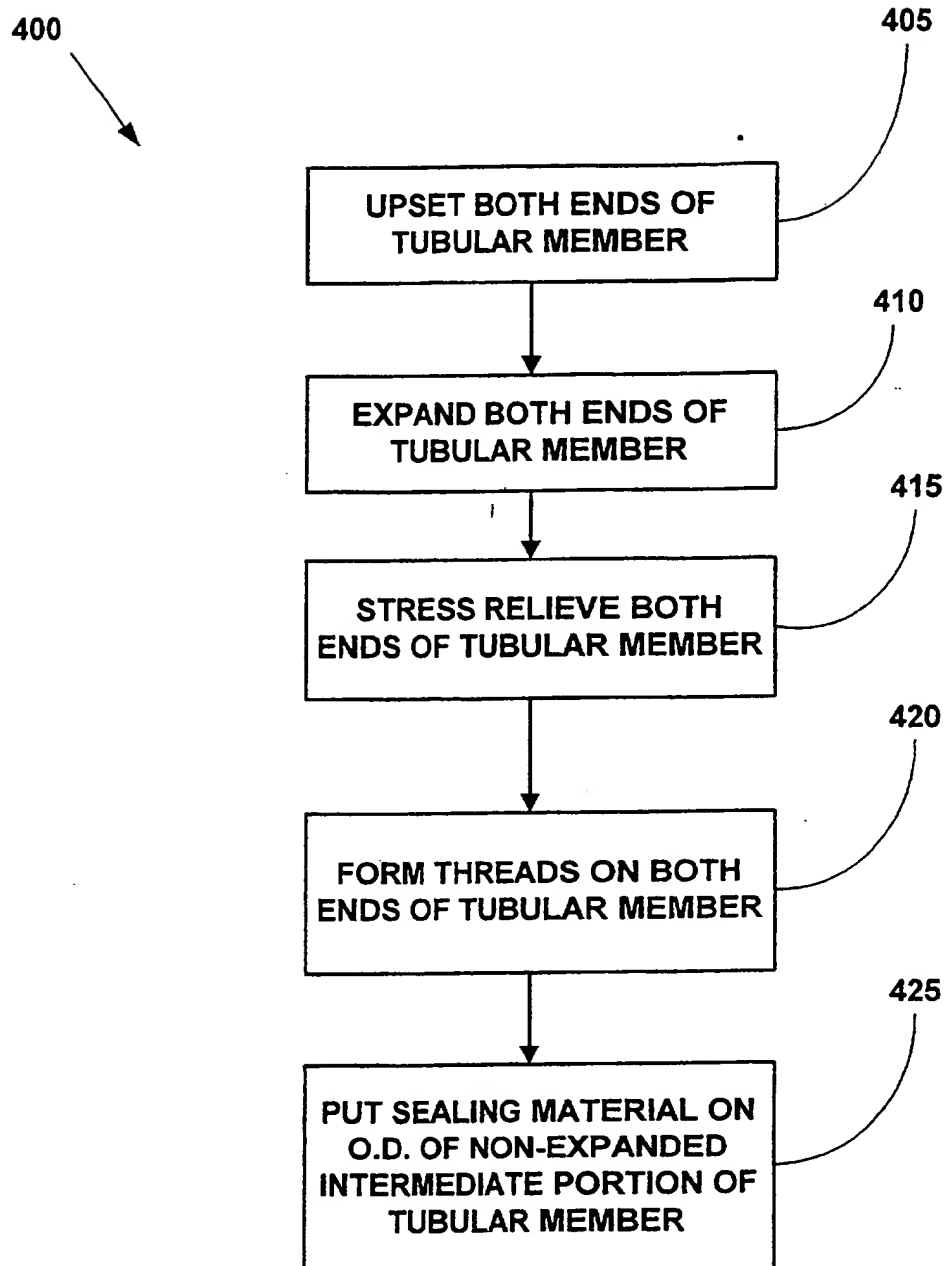 400
405
UPSET BOTH ENDS OF
TUBULAR MEMBER
410
EXPAND BOTH ENDS OF
TUBULAR MEMBER
415
STRESS RELIEVE BOTH
ENDS OF TUBULAR MEMBER
420
FORM THREADS ON BOTH
ENDS OF TUBULAR MEMBER
425
PUT SEALING MATERIAL ON
O.D. OF NON-EXPANDED
INTERMEDIATE PORTION OF
TUBULAR MEMBER